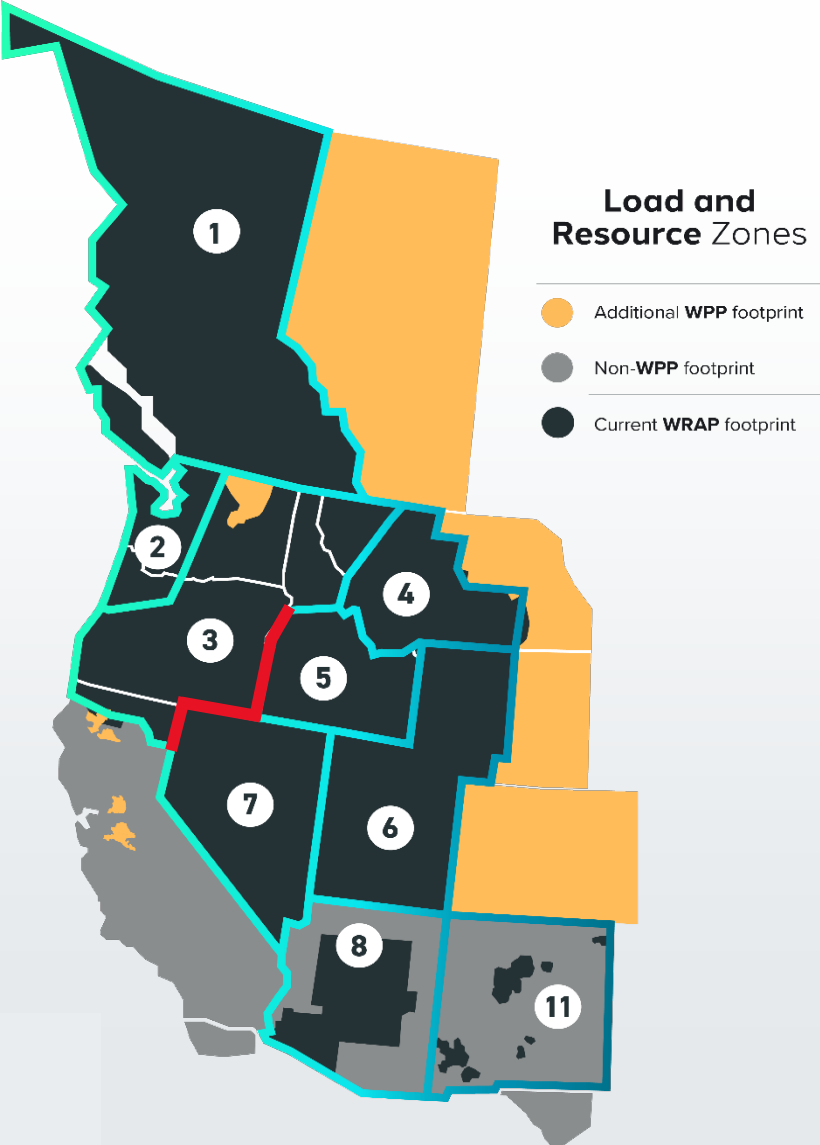 1
Load and
Resource Zones
Additional WPP footprint
Non-WPP footprint
Current WRAP footprint
2
4
3
5
7
6
8
11